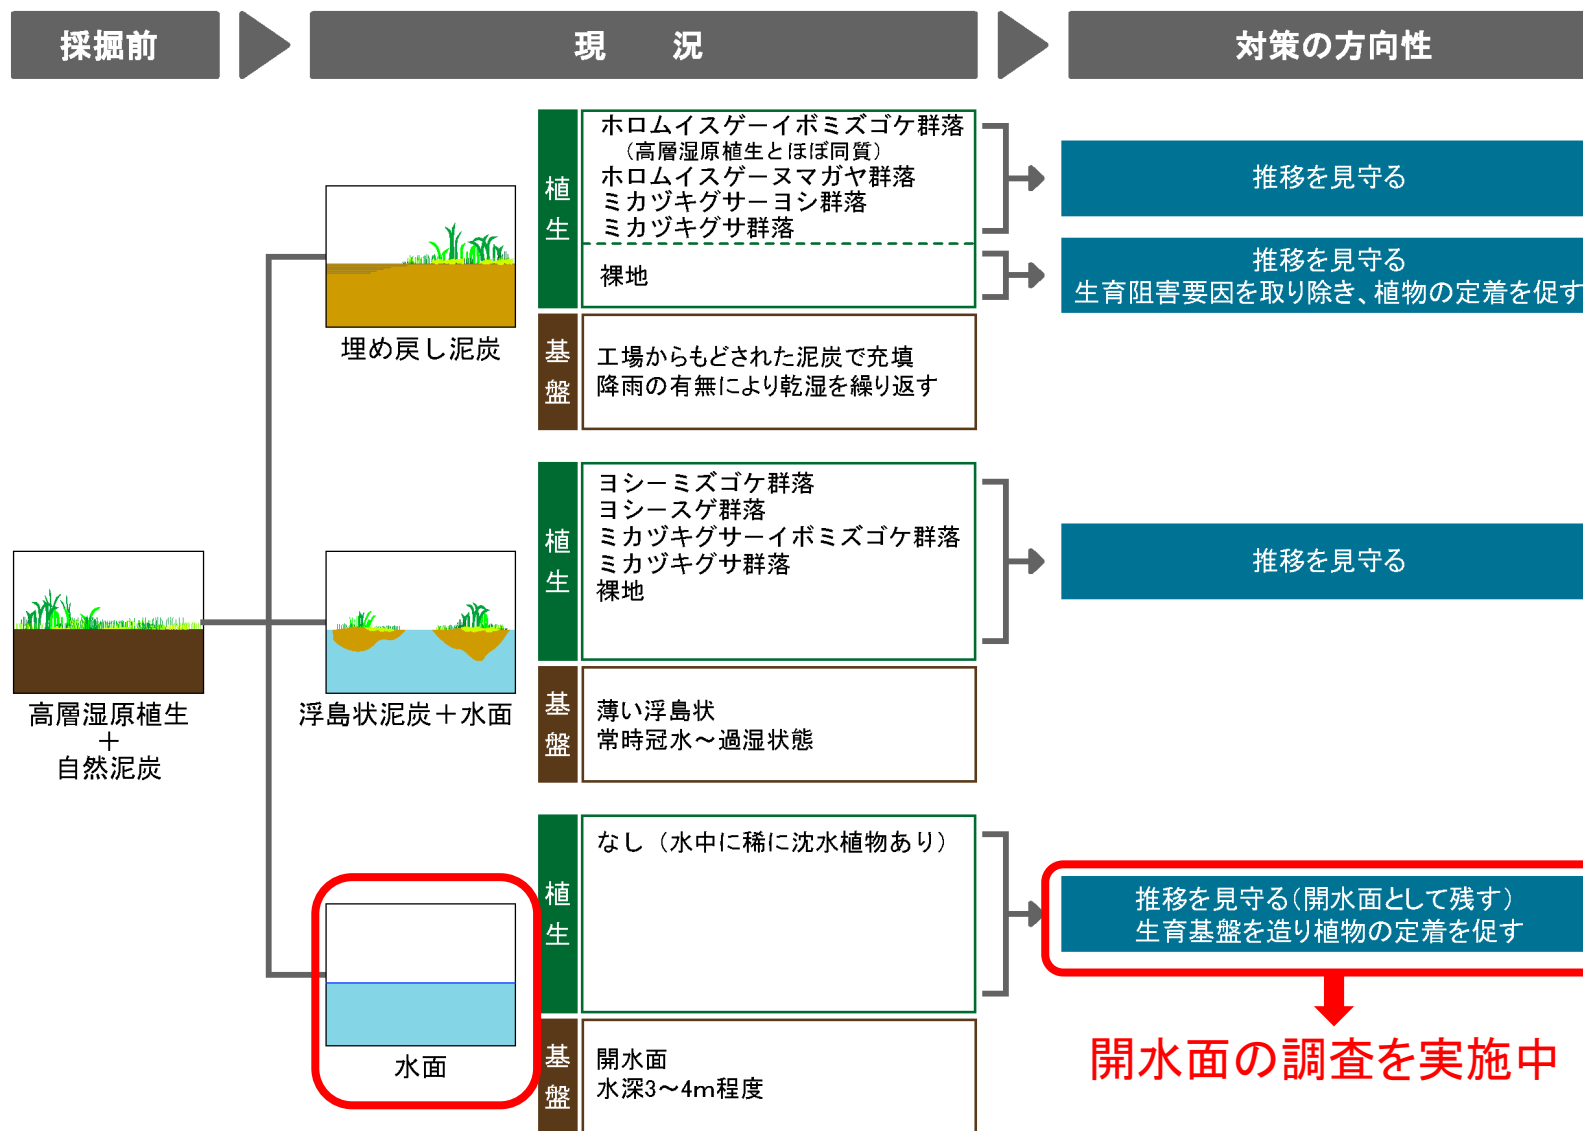 採掘前
現 況
対策の方向性
高層湿原植生
＋
自然泥炭
埋め戻し泥炭
植生
ホロムイスゲーイボミズゴケ群落
（高層湿原植生とほぼ同質）
ホロムイスゲーヌマガヤ群落
ミカヅキグサーヨシ群落
ミカヅキグサ群落
裸地
推移を見守る
推移を見守る
生育阻害要因を取り除き、植物の定着を促す
基盤
工場からもどされた泥炭で充填
降雨の有無により乾湿を繰り返す
浮島状泥炭＋水面
植生
ヨシーミズゴケ群落
ヨシースゲ群落
ミカヅキグサーイボミズゴケ群落
ミカヅキグサ群落
裸地
推移を見守る
基盤
薄い浮島状
常時冠水～過湿状態
水面
植生
なし（水中に稀に沈水植物あり）
推移を見守る（開水面として残す）
生育基盤を造り植物の定着を促す
基盤
開水面
水深3～4m程度
開水面の調査を実施中